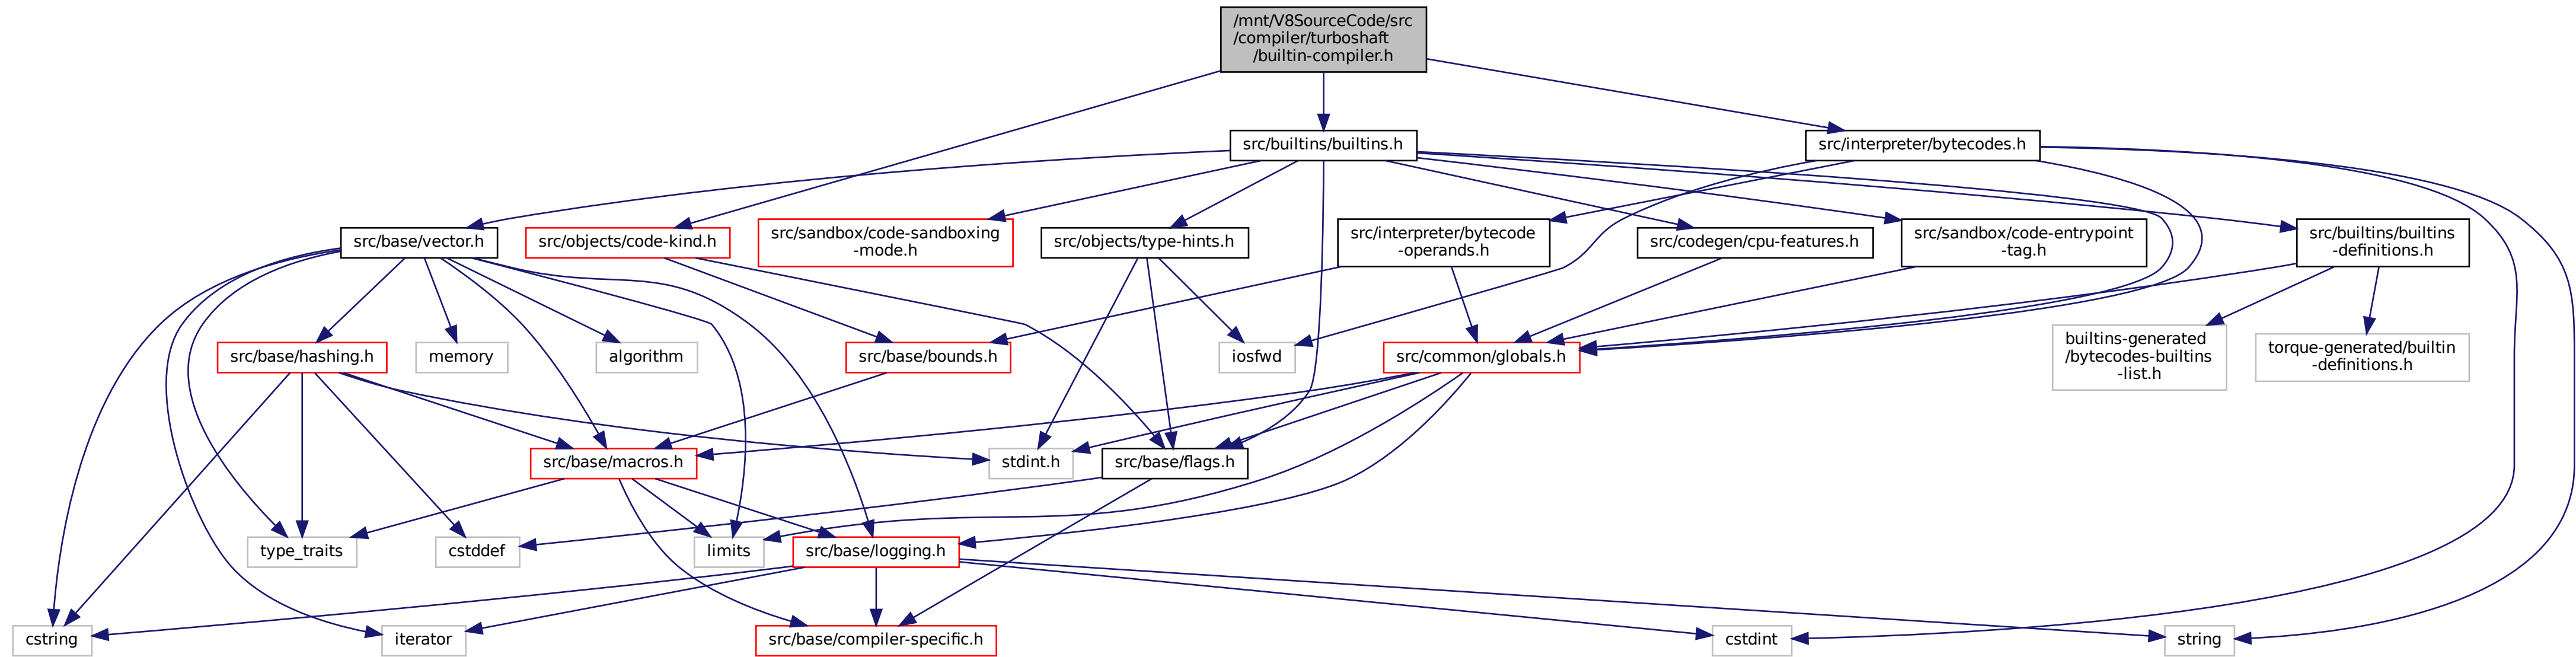 /mnt/V8SourceCode/src
/compiler/turboshaft
/builtin-compiler.h
src/builtins/builtins.h
src/interpreter/bytecodes.h
src/base/vector.h
src/objects/code-kind.h
src/sandbox/code-sandboxing
-mode.h
src/objects/type-hints.h
src/interpreter/bytecode
-operands.h
src/codegen/cpu-features.h
src/sandbox/code-entrypoint
-tag.h
src/builtins/builtins
-definitions.h
src/base/hashing.h
memory
algorithm
src/base/bounds.h
iosfwd
src/common/globals.h
builtins-generated
/bytecodes-builtins
-list.h
torque-generated/builtin
-definitions.h
src/base/macros.h
stdint.h
src/base/flags.h
type_traits
cstddef
limits
src/base/logging.h
cstring
iterator
src/base/compiler-specific.h
cstdint
string